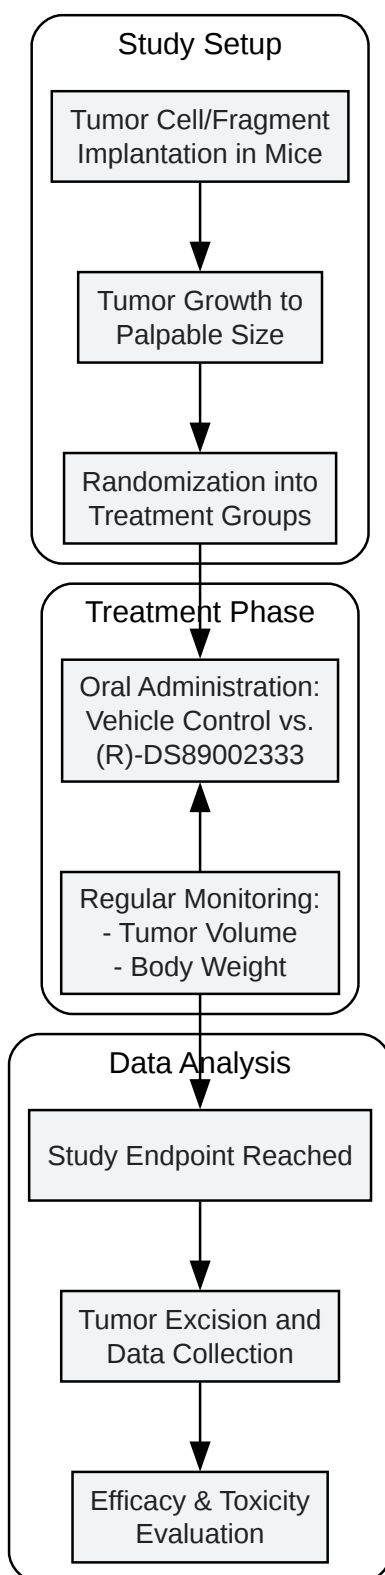 Study Setup
Tumor Cell/Fragment
Implantation in Mice
Tumor Growth to
Palpable Size
Randomization into
Treatment Groups
Treatment Phase
Oral Administration:
Vehicle Control vs.
(R)-DS89002333
Regular Monitoring:
- Tumor Volume
- Body Weight
Data Analysis
Study Endpoint Reached
Tumor Excision and
Data Collection
Efficacy & Toxicity
Evaluation